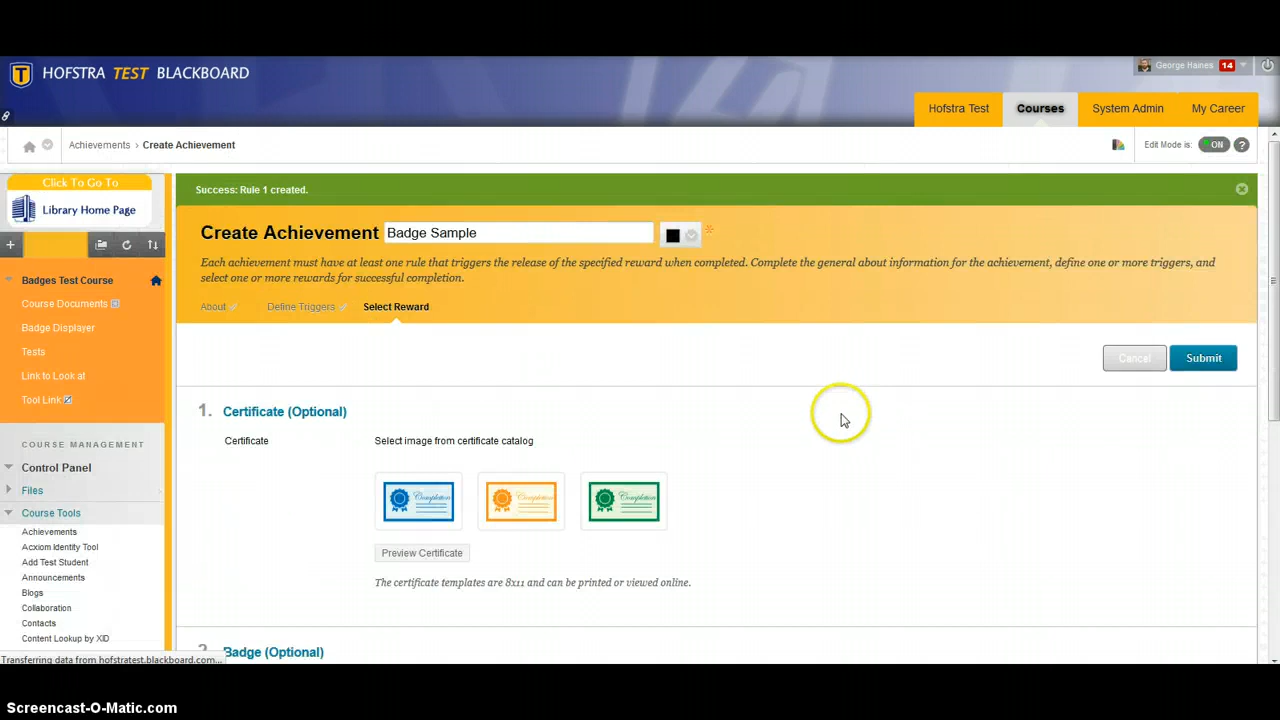 HOFSTRA TEST BLACKBOARD
George Haines 14
Hofstra Test Courses System Admin My Career
Achievements › Create Achievement
Edit Mode is: ON ?
Click To Go To
Library Home Page
Success: Rule 1 created.
Create Achievement Badge Sample *
Each achievement must have at least one rule that triggers the release of the specified reward when completed. Complete the general about information for the achievement, define one or more triggers, and
select one or more rewards for successful completion.
About Define Triggers Select Reward
Badges Test Course
Course Documents
Badge Displayer
Tests
Link to Look at
Tool Link
Cancel Submit
1. Certificate (Optional)
Certificate Select image from certificate catalog
Completion Completion Completion
Preview Certificate
The certificate templates are 8x11 and can be printed or viewed online.
2. Badge (Optional)
COURSE MANAGEMENT
Control Panel
Files
Course Tools
Achievements
Acxiom Identity Tool
Add Test Student
Announcements
Blogs
Collaboration
Contacts
Content Lookup by XID
Transferring data from hofstratest.blackboard.com...
Screencast-O-Matic.com